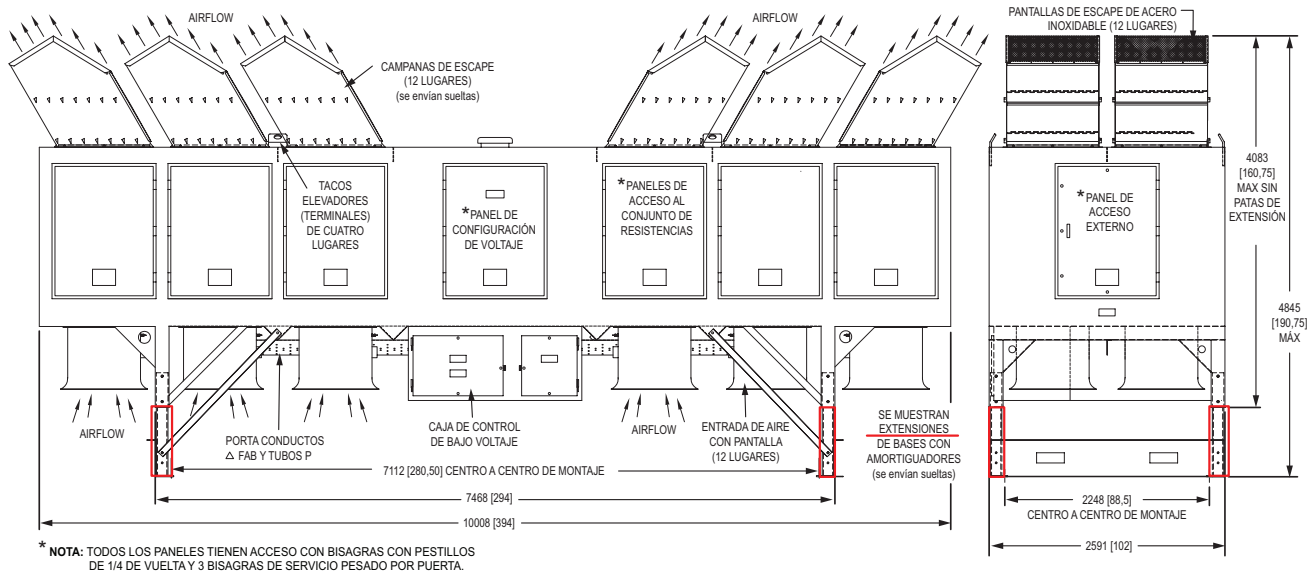 AIRFLOW
AIRFLOW
PANTALLAS DE ESCAPE DE ACERO
INOXIDABLE (12 LUGARES)
CAMPANAS DE ESCAPE
(12 LUGARES)
(se envían sueltas)
TACOS
ELEVADORES
(TERMINALES)
DE CUATRO
LUGARES
*PANEL DE
CONFIGURACIÓN
DE VOLTAJE
*PANELES DE
ACCESO AL
CONJUNTO DE
RESISTENCIAS
*PANEL DE
ACCESO
EXTERNO
4083
[160,75]
MAX SIN
PATAS DE
EXTENSIÓN
4845
[190,75]
MÁX
AIRFLOW
PORTA CONDUCTOS
△ FAB Y TUBOS P
CAJA DE CONTROL
DE BAJO VOLTAJE
AIRFLOW
ENTRADA DE AIRE
CON PANTALLA
(12 LUGARES)
SE MUESTRAN
EXTENSIONES
DE BASES CON
AMORTIGUADORES
(se envían sueltas)
7112 [280,50] CENTRO A CENTRO DE MONTAJE
7468 [294]
10008 [394]
2248 [88,5]
CENTRO A CENTRO DE MONTAJE
2591 [102]
* NOTA: TODOS LOS PANELES TIENEN ACCESO CON BISAGRAS CON PESTILLOS
DE 1/4 DE VUELTA Y 3 BISAGRAS DE SERVICIO PESADO POR PUERTA.